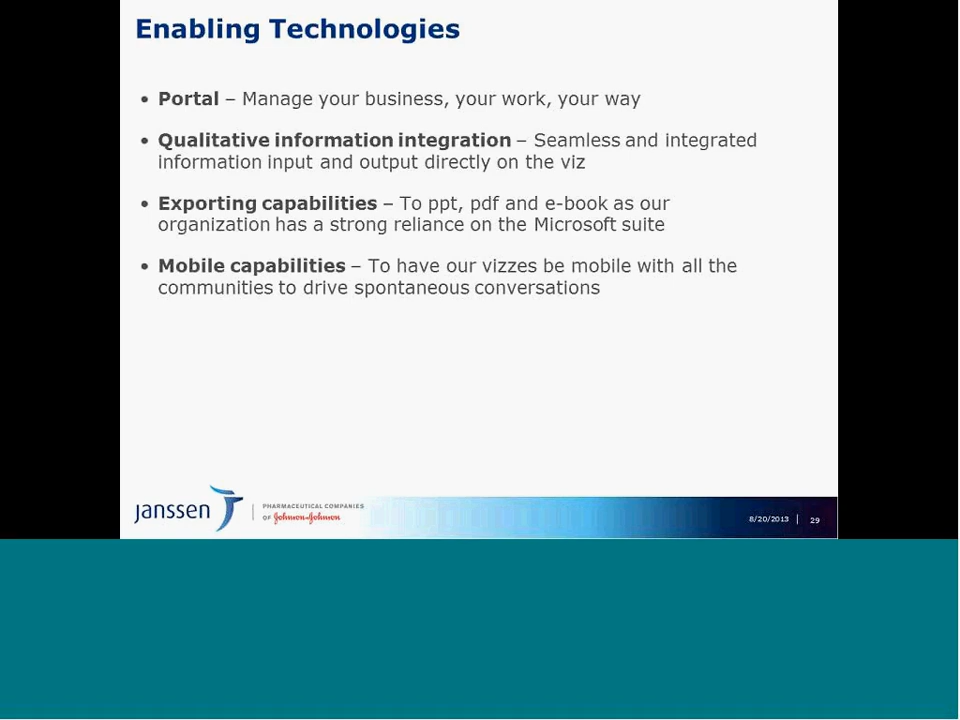 Enabling Technologies
• Portal – Manage your business, your work, your way
• Qualitative information integration – Seamless and integrated
information input and output directly on the viz
• Exporting capabilities – To ppt, pdf and e-book as our
organization has a strong reliance on the Microsoft suite
• Mobile capabilities – To have our vizzes be mobile with all the
communities to drive spontaneous conversations
janssen | PHARMACEUTICAL COMPANIES
OF Johnson & Johnson
8/20/2013 | 29